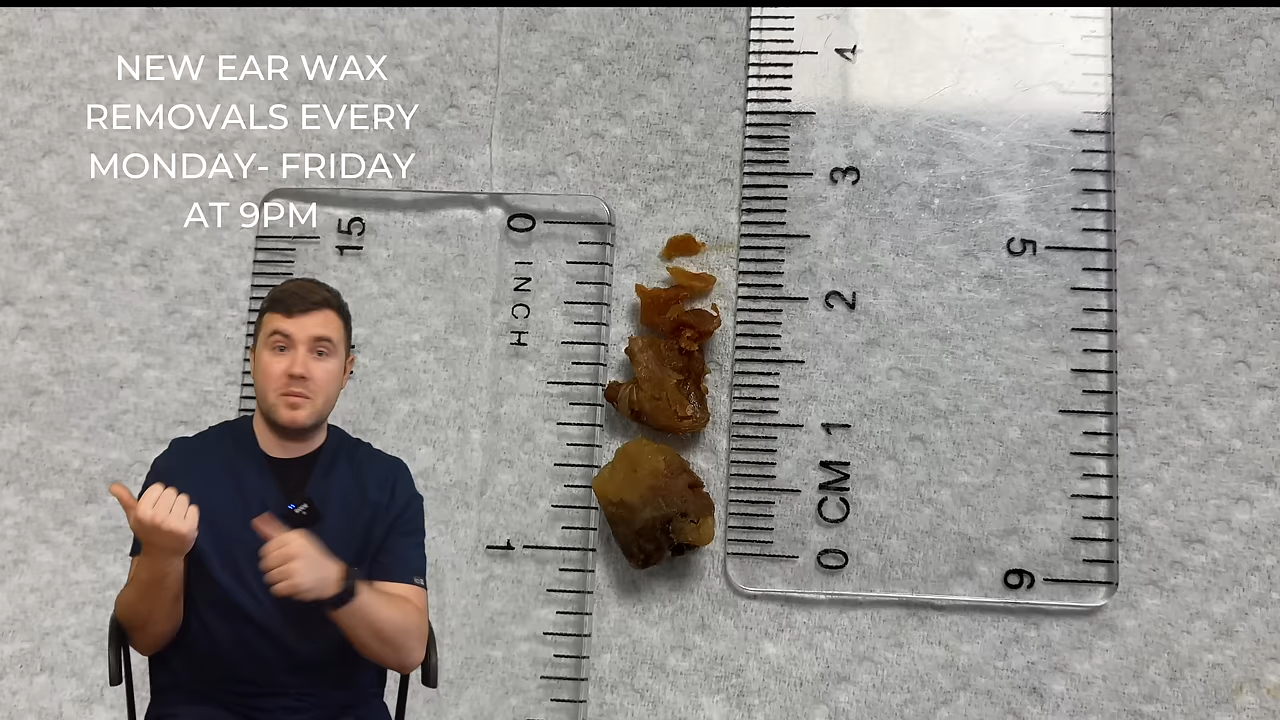 NEW EAR WAX
REMOVALS EVERY
MONDAY- FRIDAY
AT 9PM
15
0
INCH
1
4
3
2
1
0 CM
5
6